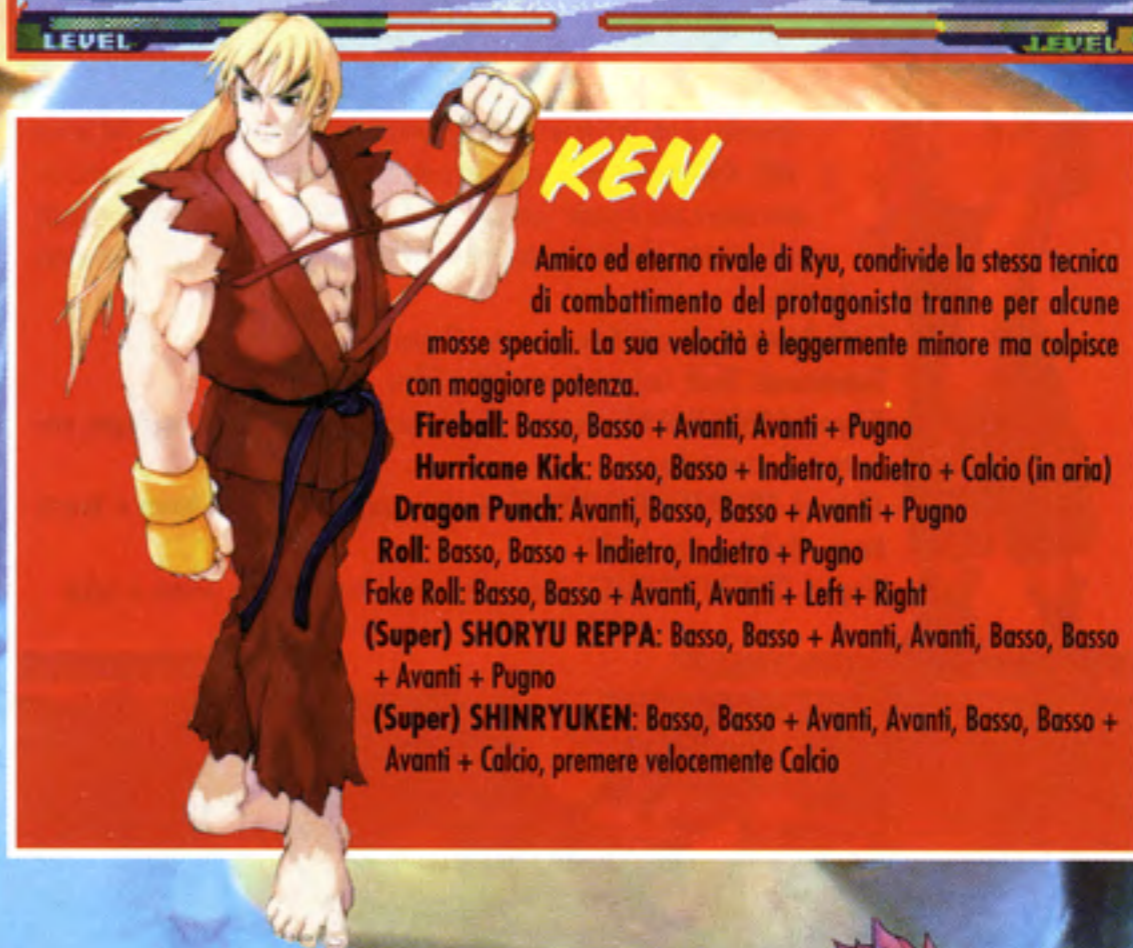 LEVEL
LEVEL
KEN
Amico ed eterno rivale di Ryu, condivide la stessa tecnica
di combattimento del protagonista tranne per alcune
mosse speciali. La sua velocità è leggermente minore ma colpisce
con maggiore potenza.
Fireball: Basso, Basso + Avanti, Avanti + Pugno
Hurricane Kick: Basso, Basso + Indietro, Indietro + Calcio (in aria)
Dragon Punch: Avanti, Basso, Basso + Avanti + Pugno
Roll: Basso, Basso + Indietro, Indietro + Pugno
Fake Roll: Basso, Basso + Avanti, Avanti + Left + Right
(Super) SHORYU REPPA: Basso, Basso + Avanti, Avanti, Basso, Basso
+ Avanti + Pugno
(Super) SHINRYUKEN: Basso, Basso + Avanti, Avanti, Basso, Basso +
Avanti + Calcio, premere velocemente Calcio